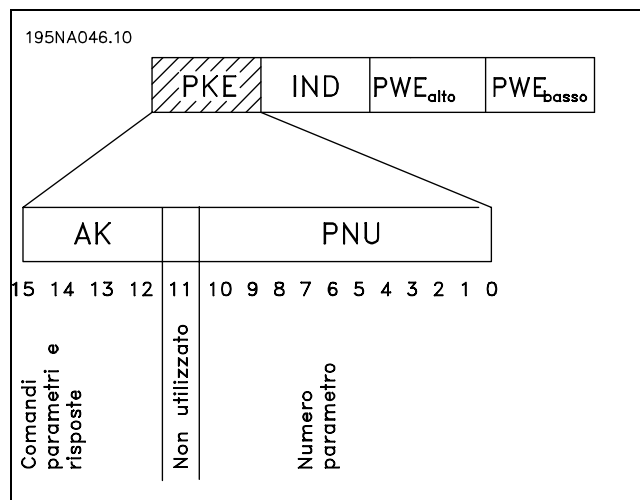 195NA046.10
PKE IND PWEalto PWEbasso
AK PNU
15 14 13 12 11 10 9 8 7 6 5 4 3 2 1 0
Comandi
parametri e
risposte
Non utilizzato
Numero
parametro